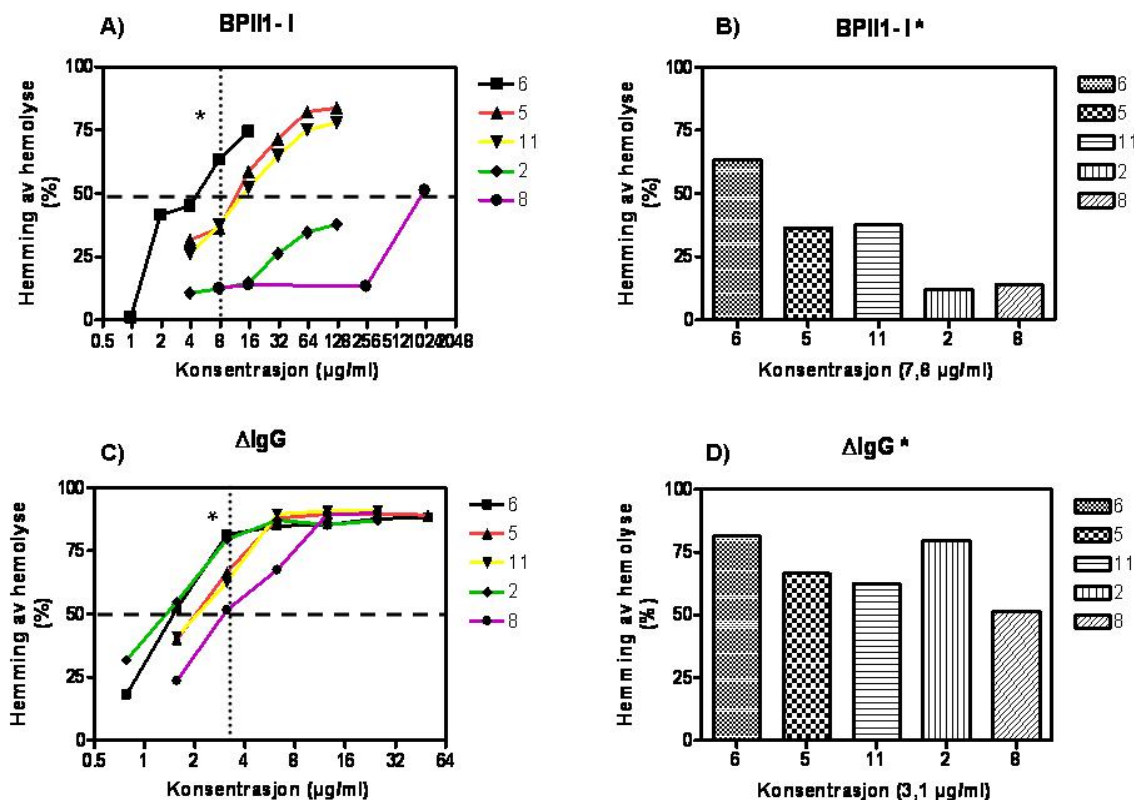 A)
BPII1- I
100
75
50
25
0
Hemming av hemolyse
(%)
*
0.5 1 2 4 8 16 32 64 128 256 512 1024 2048
Konsentrasjon (µg/ml)
6
5
11
2
8
B)
BPII1- I *
100
75
50
25
0
Hemming av hemolyse
(%)
6 5 11 2 8
Konsentrasjon (7,8 µg/ml)
6
5
11
2
8
C)
ΔIgG
100
75
50
25
0
Hemming av hemolyse
(%)
*
0.5 1 2 4 8 16 32 64
Konsentrasjon (µg/ml)
6
5
11
2
8
D)
ΔIgG *
100
75
50
25
0
Hemming av hemolyse
(%)
6 5 11 2 8
Konsentrasjon (3,1 µg/ml)
6
5
11
2
8